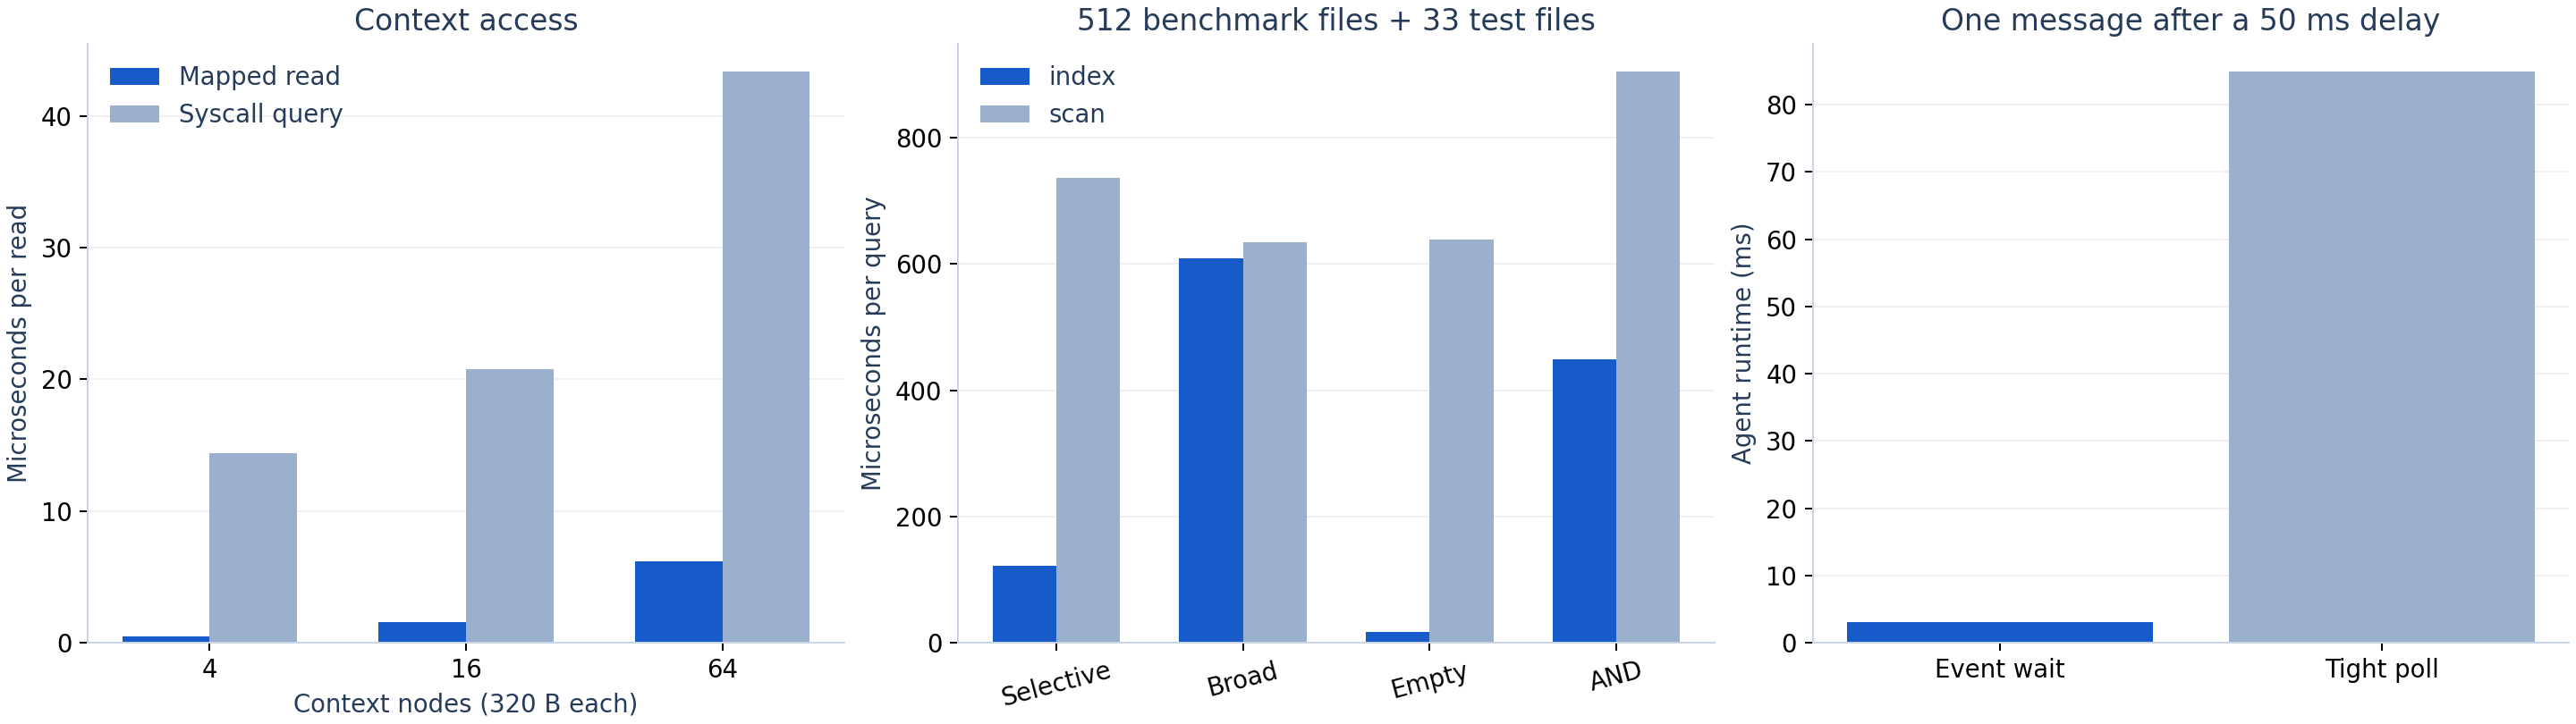 Context access
Mapped read
Syscall query
Microseconds per read
40
30
20
10
0
4
16
64
Context nodes (320 B each)
512 benchmark files + 33 test files
index
scan
Microseconds per query
800
600
400
200
0
Selective
Broad
Empty
AND
One message after a 50 ms delay
Agent runtime (ms)
80
70
60
50
40
30
20
10
0
Event wait
Tight poll